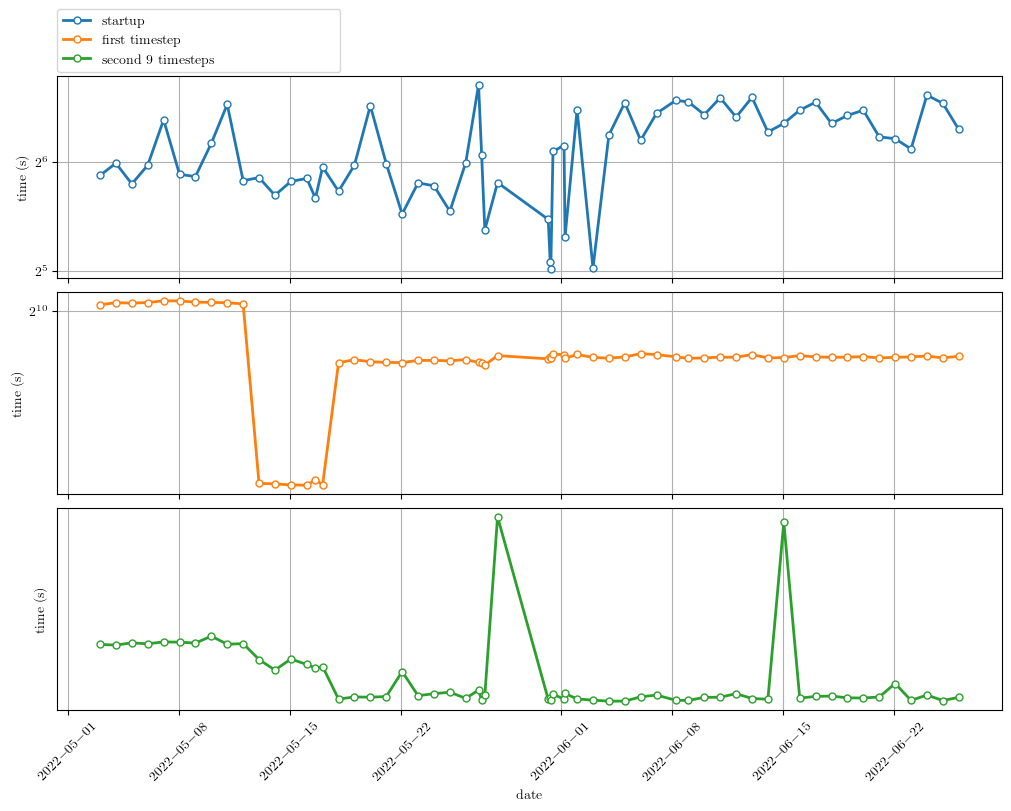 startup
first timestep
second 9 timesteps
time (s)
2^6
2^5
time (s)
2^10
time (s)
2022−05−01
2022−05−08
2022−05−15
2022−05−22
2022−06−01
2022−06−08
2022−06−15
2022−06−22
date